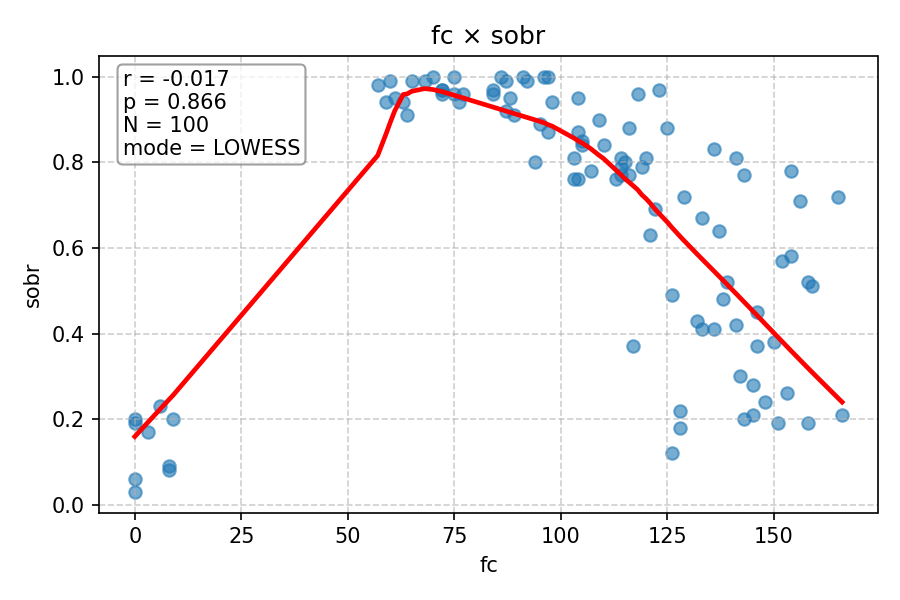 fc × sobr
r = -0.017
p = 0.866
N = 100
mode = LOWESS
1.0
0.8
0.6
0.4
0.2
0.0
sobr
0 25 50 75 100 125 150
fc